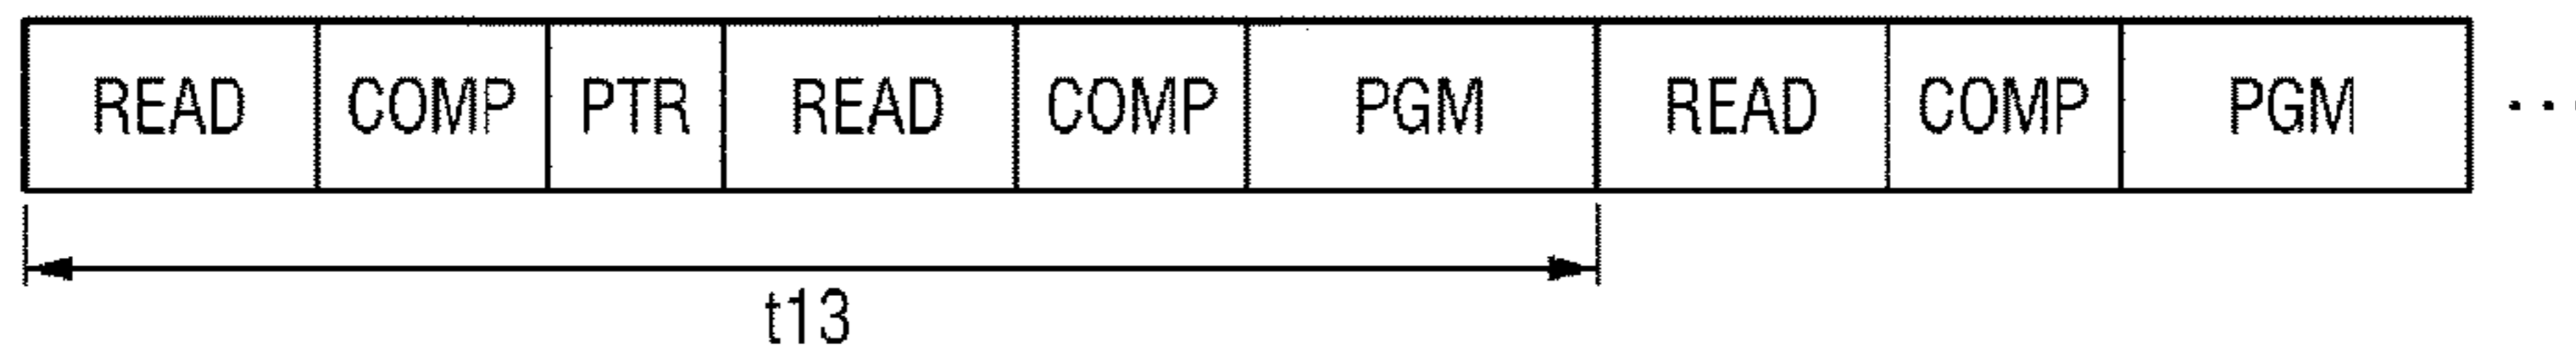 READ COMP PTR READ COMP PGM READ COMP PGM ...
t13